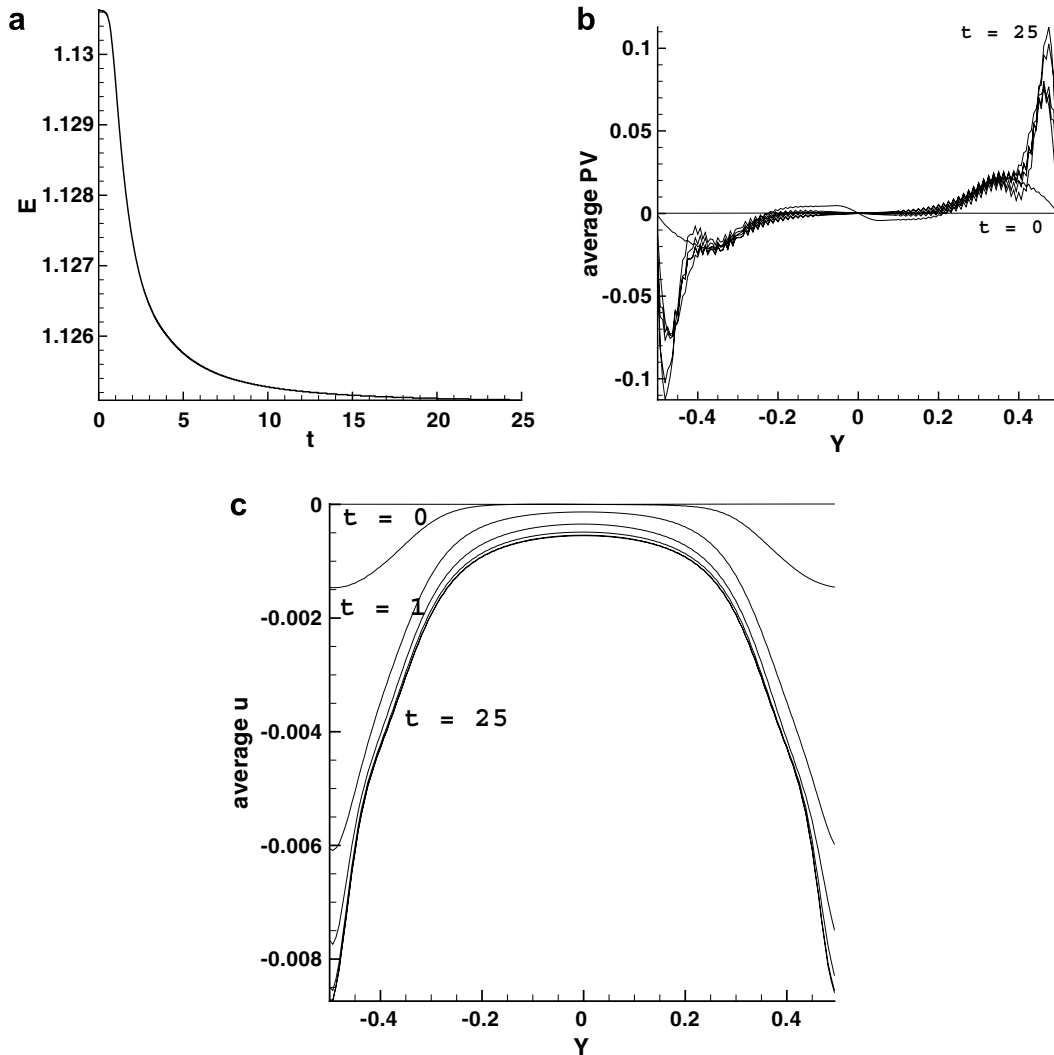 a
1.13
1.129
1.128
1.127
1.126
E
0 5 10 15 20 25
t
b
t = 25
0.1
0.05
0
-0.05
-0.1
average PV
t = 0
-0.4 -0.2 0 0.2 0.4
Y
c
0
-0.002
-0.004
-0.006
-0.008
average u
t = 0
t = 1
t = 25
-0.4 -0.2 0 0.2 0.4
Y